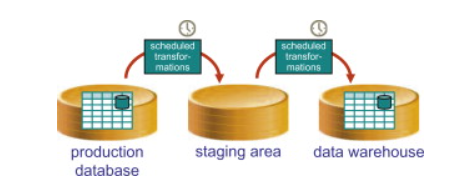 scheduled
transfor-
mations
scheduled
transfor-
mations
production
database
staging area
data warehouse